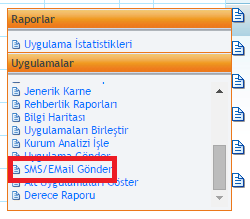 Raporlar
Uygulama İstatistikleri
Uygulamalar
Jenerik Karne
Rehberlik Raporları
Bilgi Haritası
Uygulamaları Birleştir
Kurum Analizi İşle
Uygulama Gönder
SMS/EMail Gönder
Alt Uygulamaları Göster
Derece Raporu